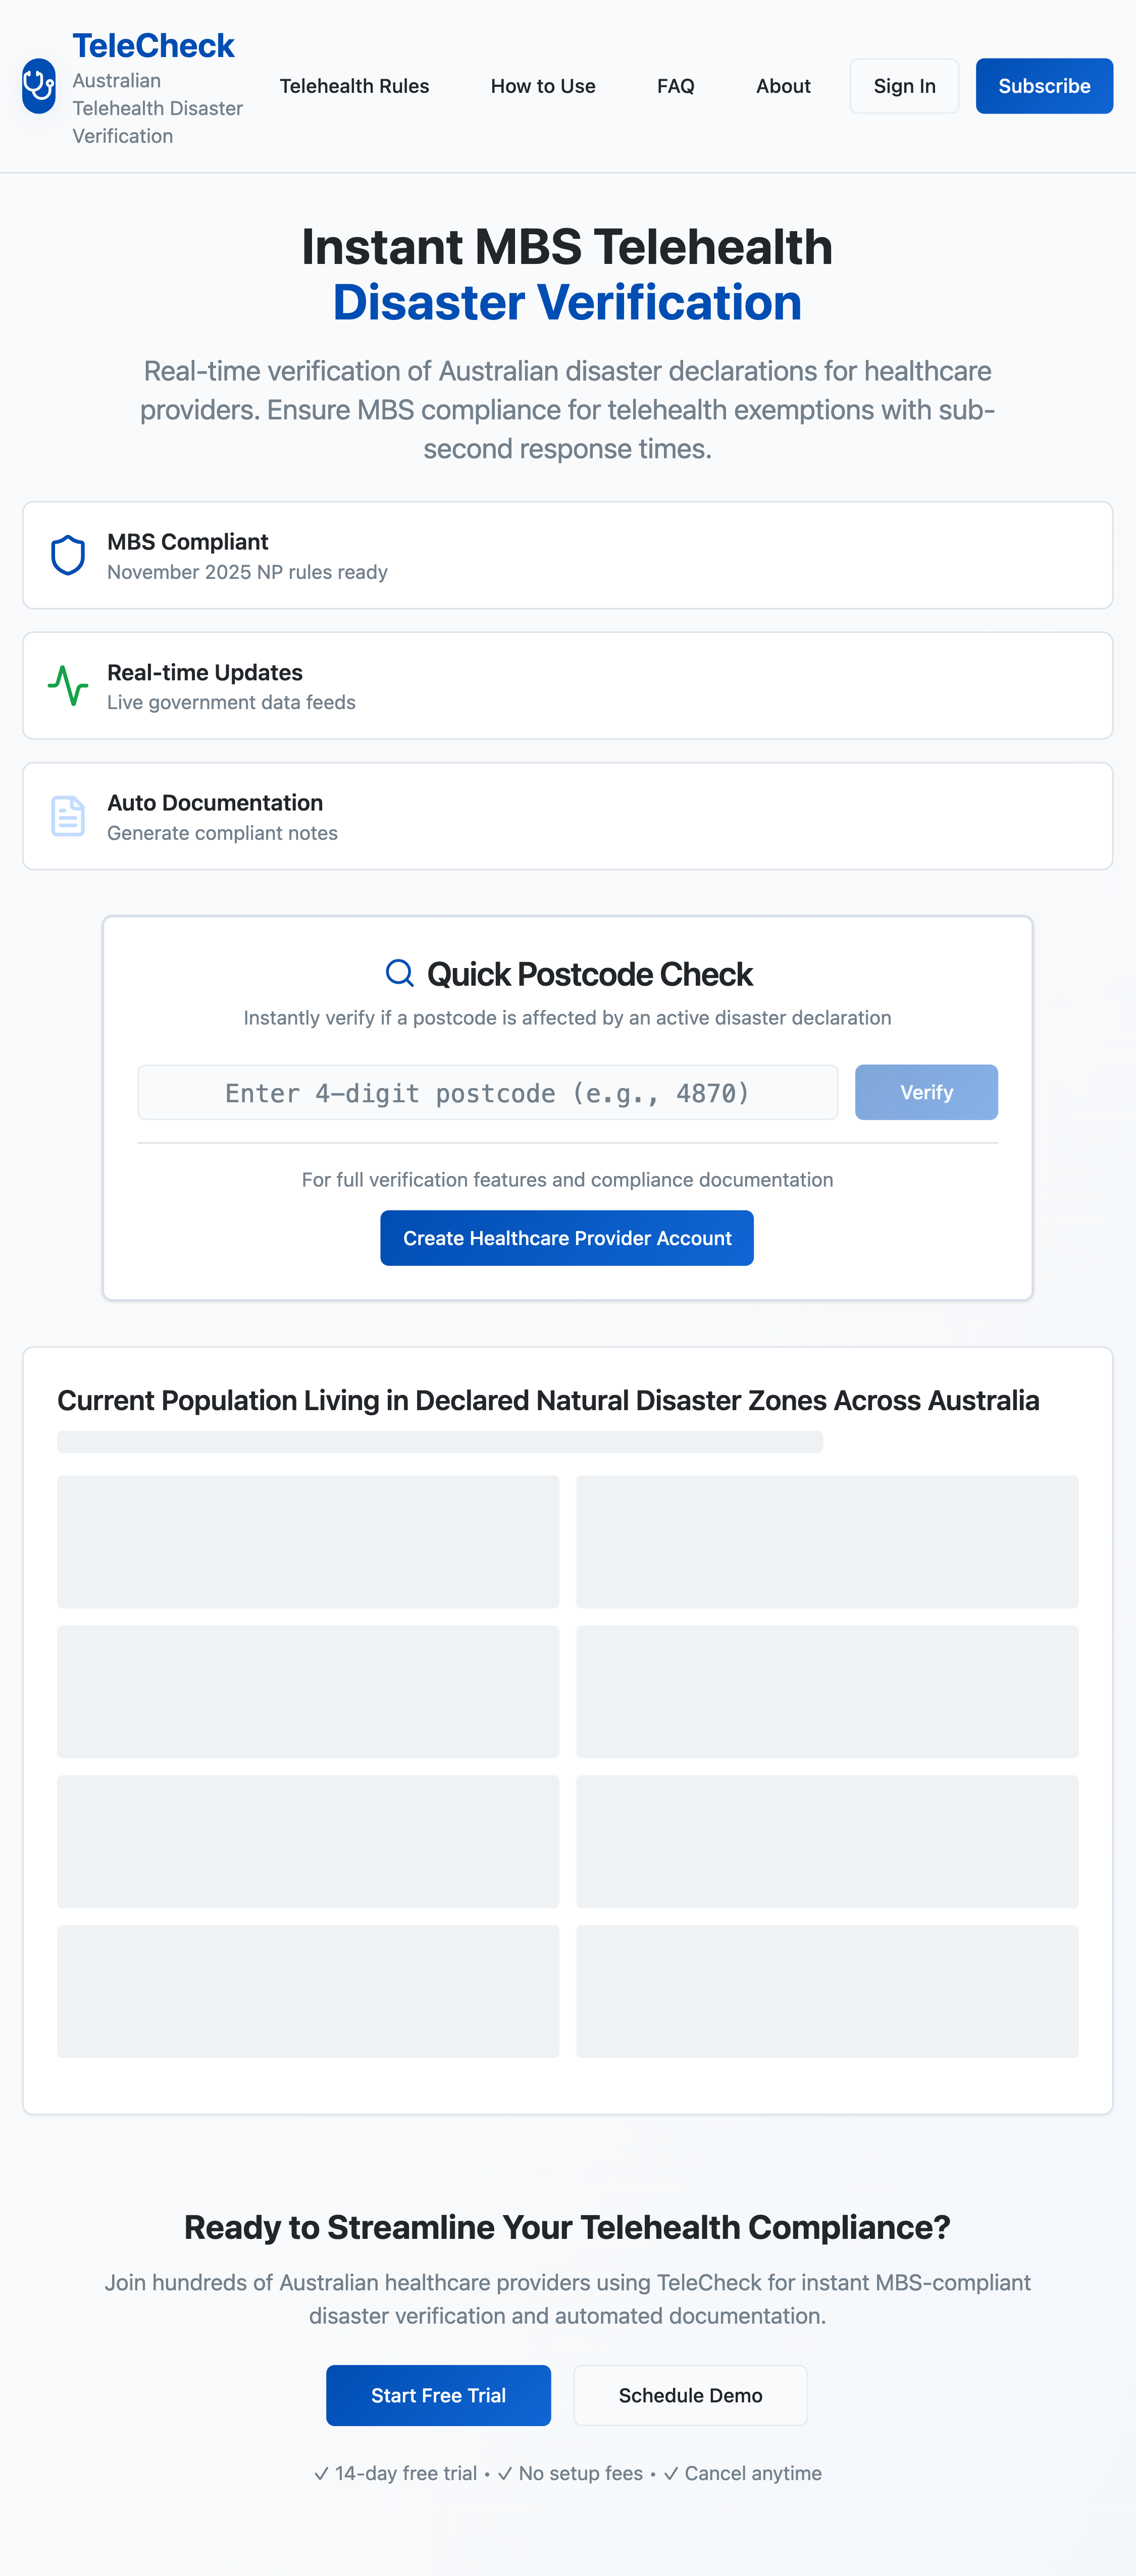 TeleCheck
Australian
Telehealth Disaster
Verification
Telehealth Rules
How to Use
FAQ
About
Sign In
Subscribe
Instant MBS Telehealth
Disaster Verification
Real-time verification of Australian disaster declarations for healthcare
providers. Ensure MBS compliance for telehealth exemptions with sub-
second response times.
MBS Compliant
November 2025 NP rules ready
Real-time Updates
Live government data feeds
Auto Documentation
Generate compliant notes
Quick Postcode Check
Instantly verify if a postcode is affected by an active disaster declaration
Enter 4-digit postcode (e.g., 4870)
Verify
For full verification features and compliance documentation
Create Healthcare Provider Account
Current Population Living in Declared Natural Disaster Zones Across Australia
Ready to Streamline Your Telehealth Compliance?
Join hundreds of Australian healthcare providers using TeleCheck for instant MBS-compliant
disaster verification and automated documentation.
Start Free Trial
Schedule Demo
✓ 14-day free trial • ✓ No setup fees • ✓ Cancel anytime